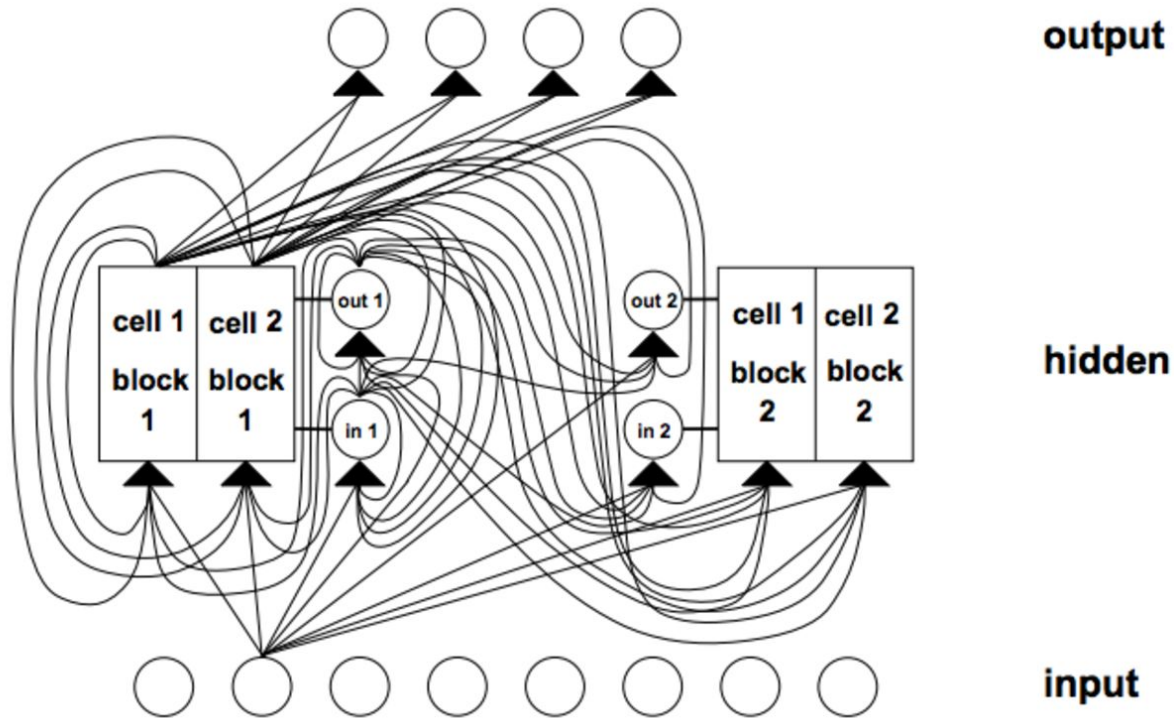 output
cell 1
block
1
cell 2
block
1
out 1
in 1
out 2
in 2
cell 1
block
2
cell 2
block
2
hidden
input